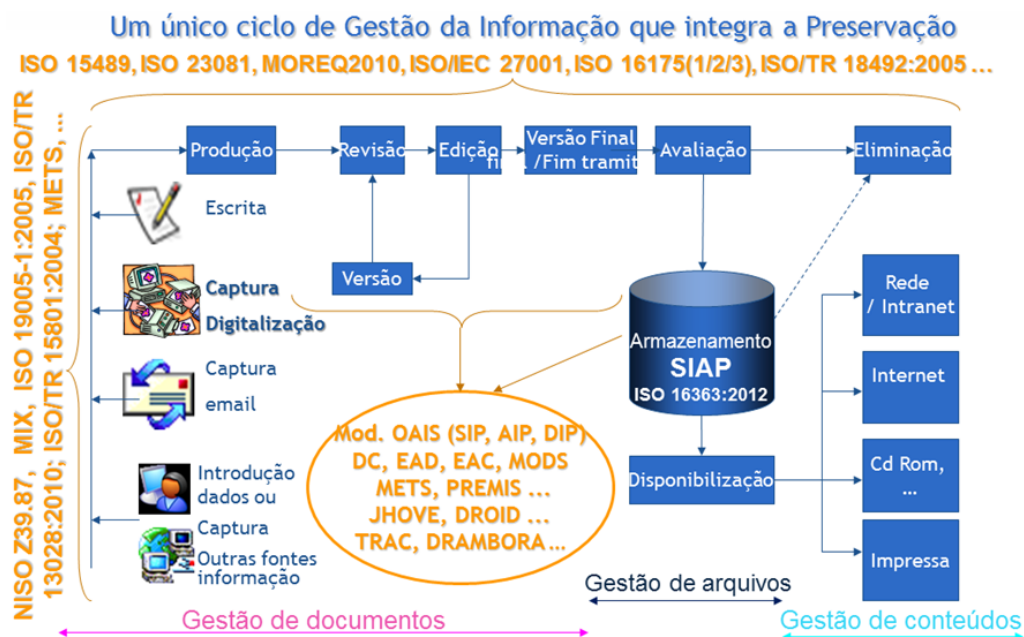 Um único ciclo de Gestão da Informação que integra a Preservação
ISO 15489, ISO 23081, MOREQ2010, ISO/IEC 27001, ISO 16175(1/2/3), ISO/TR 18492:2005 ...
NISO Z39.87, MIX, ISO 19005-1:2005, ISO/TR
13028:2010; ISO/TR 15801:2004; METS, ...
Produção
Revisão
Edição
Versão Final
/Fim tramit
Avaliação
Eliminação
Escrita
Versão
Captura
Digitalização
Captura
email
Introdução
dados ou
Captura
Outras fontes
informação
Mod. OAIS (SIP, AIP, DIP)
DC, EAD, EAC, MODS
METS, PREMIS ...
JHOVE, DROID ...
TRAC, DRAMBORA...
Armazenamento
SIAP
ISO 16363:2012
Disponibilização
Rede
/ Intranet
Internet
Cd Rom,
...
Impressa
Gestão de documentos
Gestão de arquivos
Gestão de conteúdos